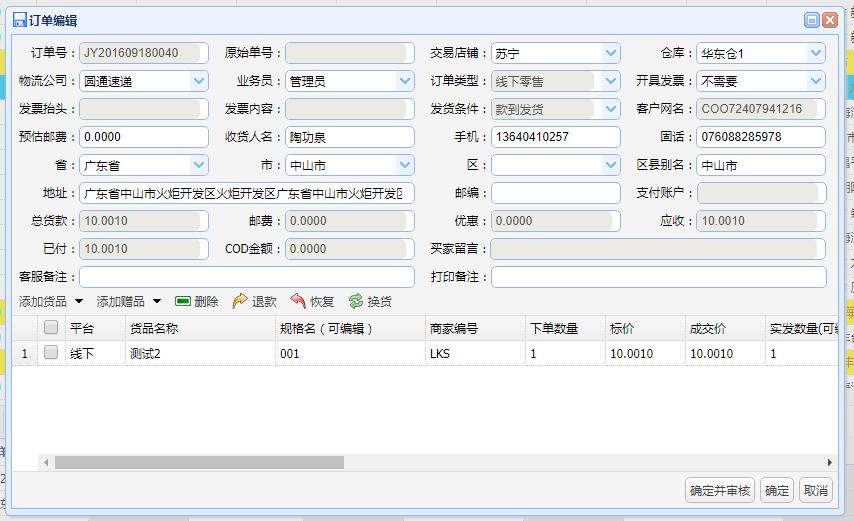 订单编辑
订单号： JY201609180040 原始单号： 交易店铺： 苏宁 仓库： 华东仓1
物流公司： 圆通速递 业务员： 管理员 订单类型： 线下零售 开具发票： 不需要
发票抬头： 发票内容： 发货条件： 款到发货 客户网名： COO72407941216
预估邮费： 0.0000 收货人名： 陶功泉 手机： 13640410257 固话： 076088285978
省： 广东省 市： 中山市 区： 区县别名： 中山市
地址： 广东省中山市火炬开发区火炬开发区广东省中山市火炬开发区 邮编： 支付账户：
总货款： 10.0010 邮费： 0.0000 优惠： 0.0000 应收： 10.0010
已付： 10.0010 COD金额： 0.0000 买家留言：
客服备注： 打印备注：
添加货品 添加赠品 删除 退款 恢复 换货
平台 货品名称 规格名（可编辑） 商家编号 下单数量 标价 成交价 实发数量(可编
1 线下 测试2 001 LKS 1 10.0010 10.0010 1
确定并审核 确定 取消